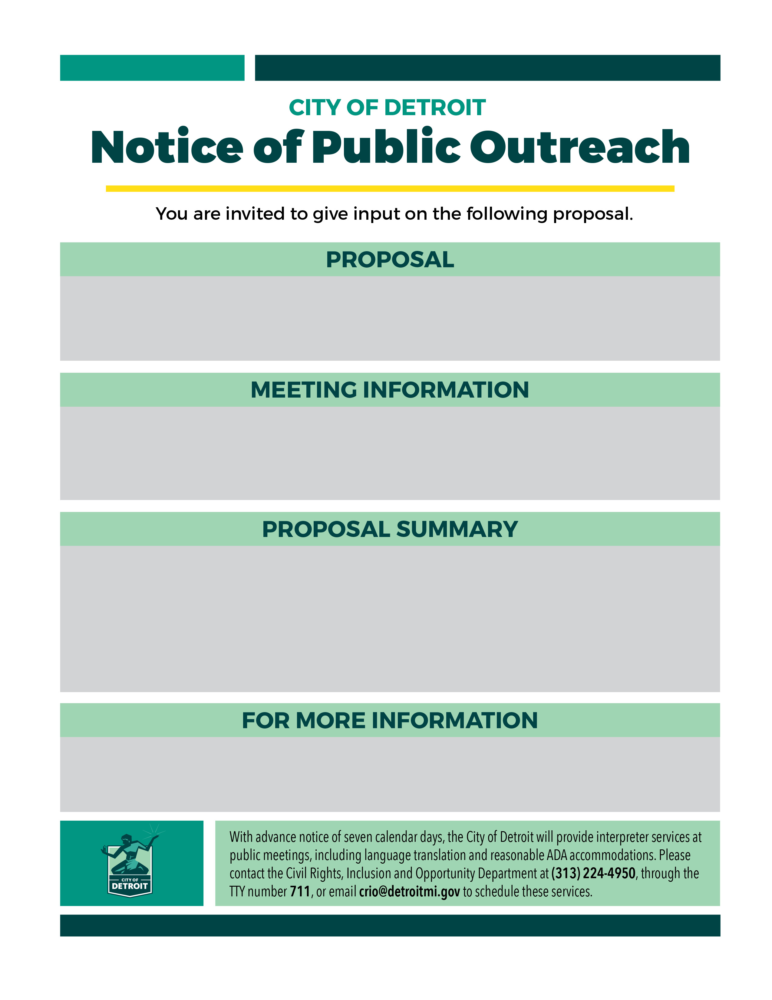 CITY OF DETROIT
Notice of Public Outreach
You are invited to give input on the following proposal.
PROPOSAL
MEETING INFORMATION
PROPOSAL SUMMARY
FOR MORE INFORMATION
CITY OF
DETROIT
With advance notice of seven calendar days, the City of Detroit will provide interpreter services at
public meetings, including language translation and reasonable ADA accommodations. Please
contact the Civil Rights, Inclusion and Opportunity Department at (313) 224-4950, through the
TTY number 711, or email crio@detroitmi.gov to schedule these services.